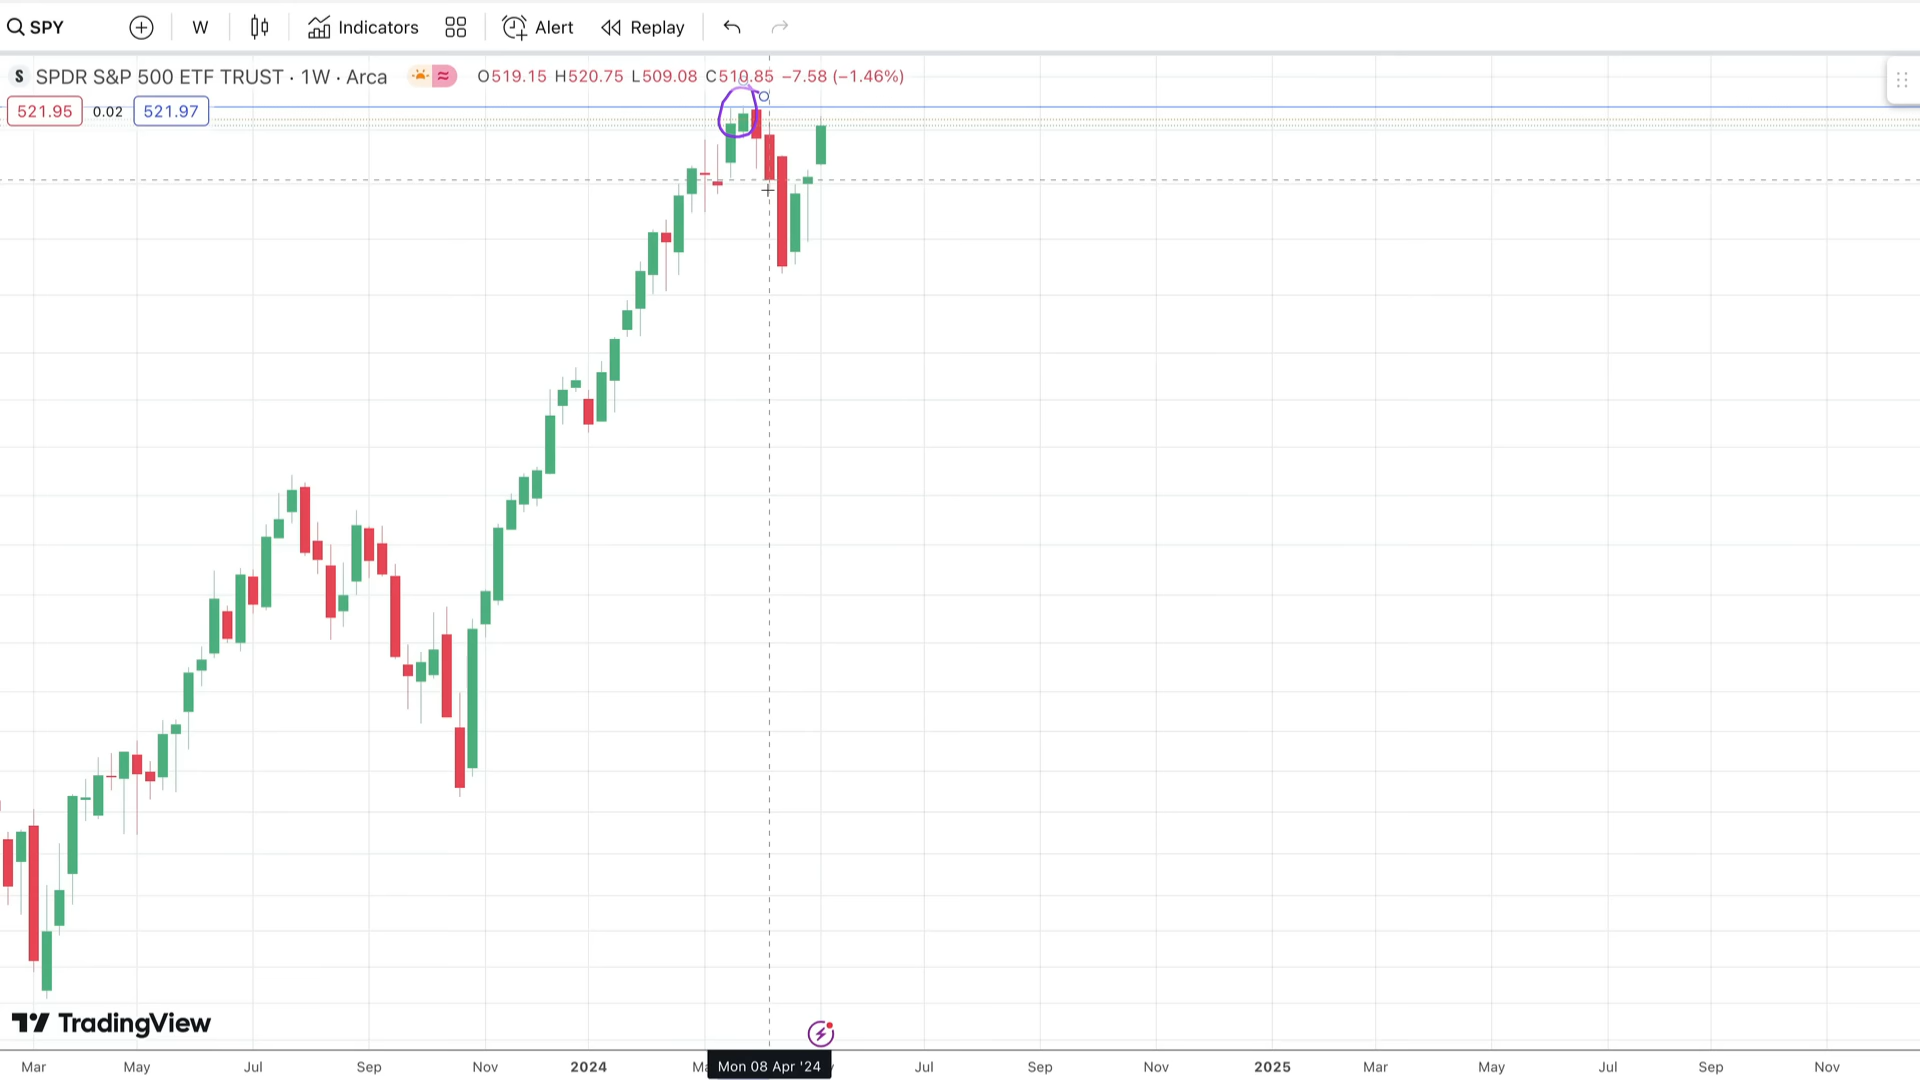 SPY W Indicators Alert Replay
S SPDR S&P 500 ETF TRUST · 1W · Arca O519.15 H520.75 L509.08 C510.85 −7.58 (−1.46%)
521.95 0.02 521.97
TradingView
Mar May Jul Sep Nov 2024 Mon 08 Apr '24 Jul Sep Nov 2025 Mar May Jul Sep Nov